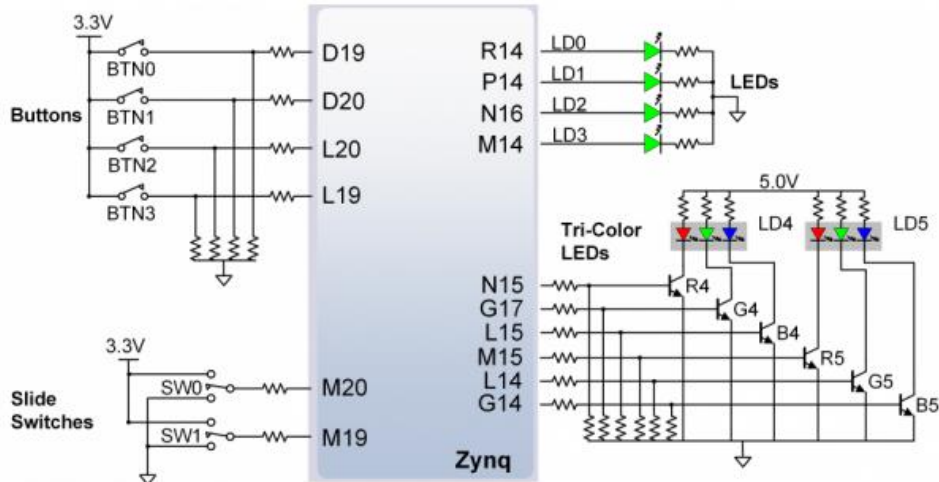 3.3V
BTN0
D19
BTN1
D20
Buttons
BTN2
L20
BTN3
L19
R14
LD0
P14
LD1
LEDs
N16
LD2
M14
LD3
5.0V
Tri-Color
LEDs
LD4
LD5
N15
R4
G17
G4
L15
B4
M15
R5
L14
G5
G14
B5
3.3V
Slide
Switches
SW0
M20
SW1
M19
Zynq